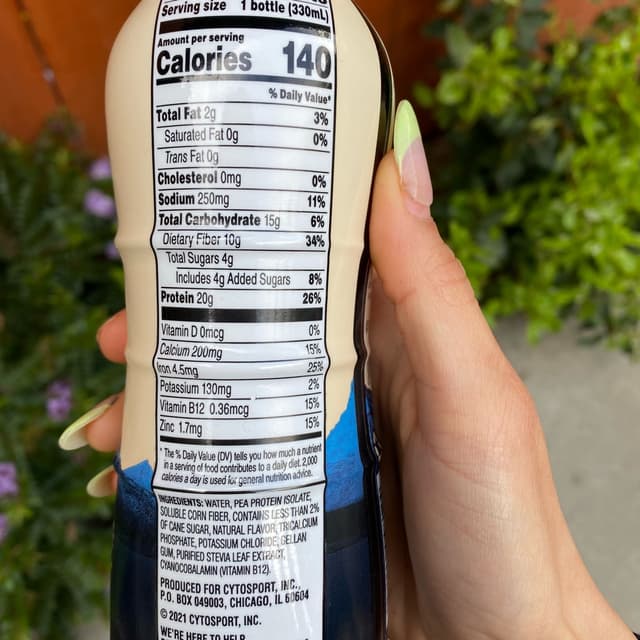 Serving size 1 bottle (330mL)
Amount per serving
Calories 140
% Daily Value*
Total Fat 2g 3%
Saturated Fat 0g 0%
Trans Fat 0g
Cholesterol 0mg 0%
Sodium 250mg 11%
Total Carbohydrate 15g 6%
Dietary Fiber 10g 34%
Total Sugars 4g
Includes 4g Added Sugars 8%
Protein 20g 26%
Vitamin D 0mcg 0%
Calcium 200mg 15%
Iron 4.5mg 25%
Potassium 130mg 2%
Vitamin B12 0.36mcg 15%
Zinc 1.7mg 15%
* The % Daily Value (DV) tells you how much a nutrient
in a serving of food contributes to a daily diet. 2,000
calories a day is used for general nutrition advice.
INGREDIENTS: WATER, PEA PROTEIN ISOLATE,
SOLUBLE CORN FIBER, CONTAINS LESS THAN 2%
OF CANE SUGAR, NATURAL FLAVOR, TRICALCIUM
PHOSPHATE, POTASSIUM CHLORIDE, GELLAN
GUM, PURIFIED STEVIA LEAF EXTRACT,
CYANOCOBALAMIN (VITAMIN B12).
PRODUCED FOR CYTOSPORT, INC.,
P.O. BOX 049003, CHICAGO, IL 60604
© 2021 CYTOSPORT, INC.
WE'RE HERE TO HELP